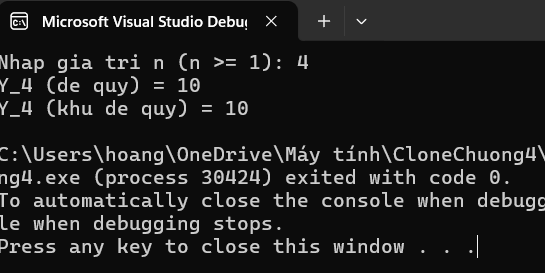 Microsoft Visual Studio Debug
Nhap gia tri n (n >= 1): 4
Y_4 (de quy) = 10
Y_4 (khu de quy) = 10
C:\Users\hoang\OneDrive\Máy tính\CloneChuong4\
ng4.exe (process 30424) exited with code 0.
To automatically close the console when debugg
le when debugging stops.
Press any key to close this window . . .